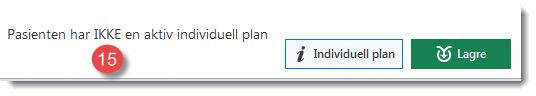 Pasienten har IKKE en aktiv individuell plan
15
i Individuell plan
Lagre